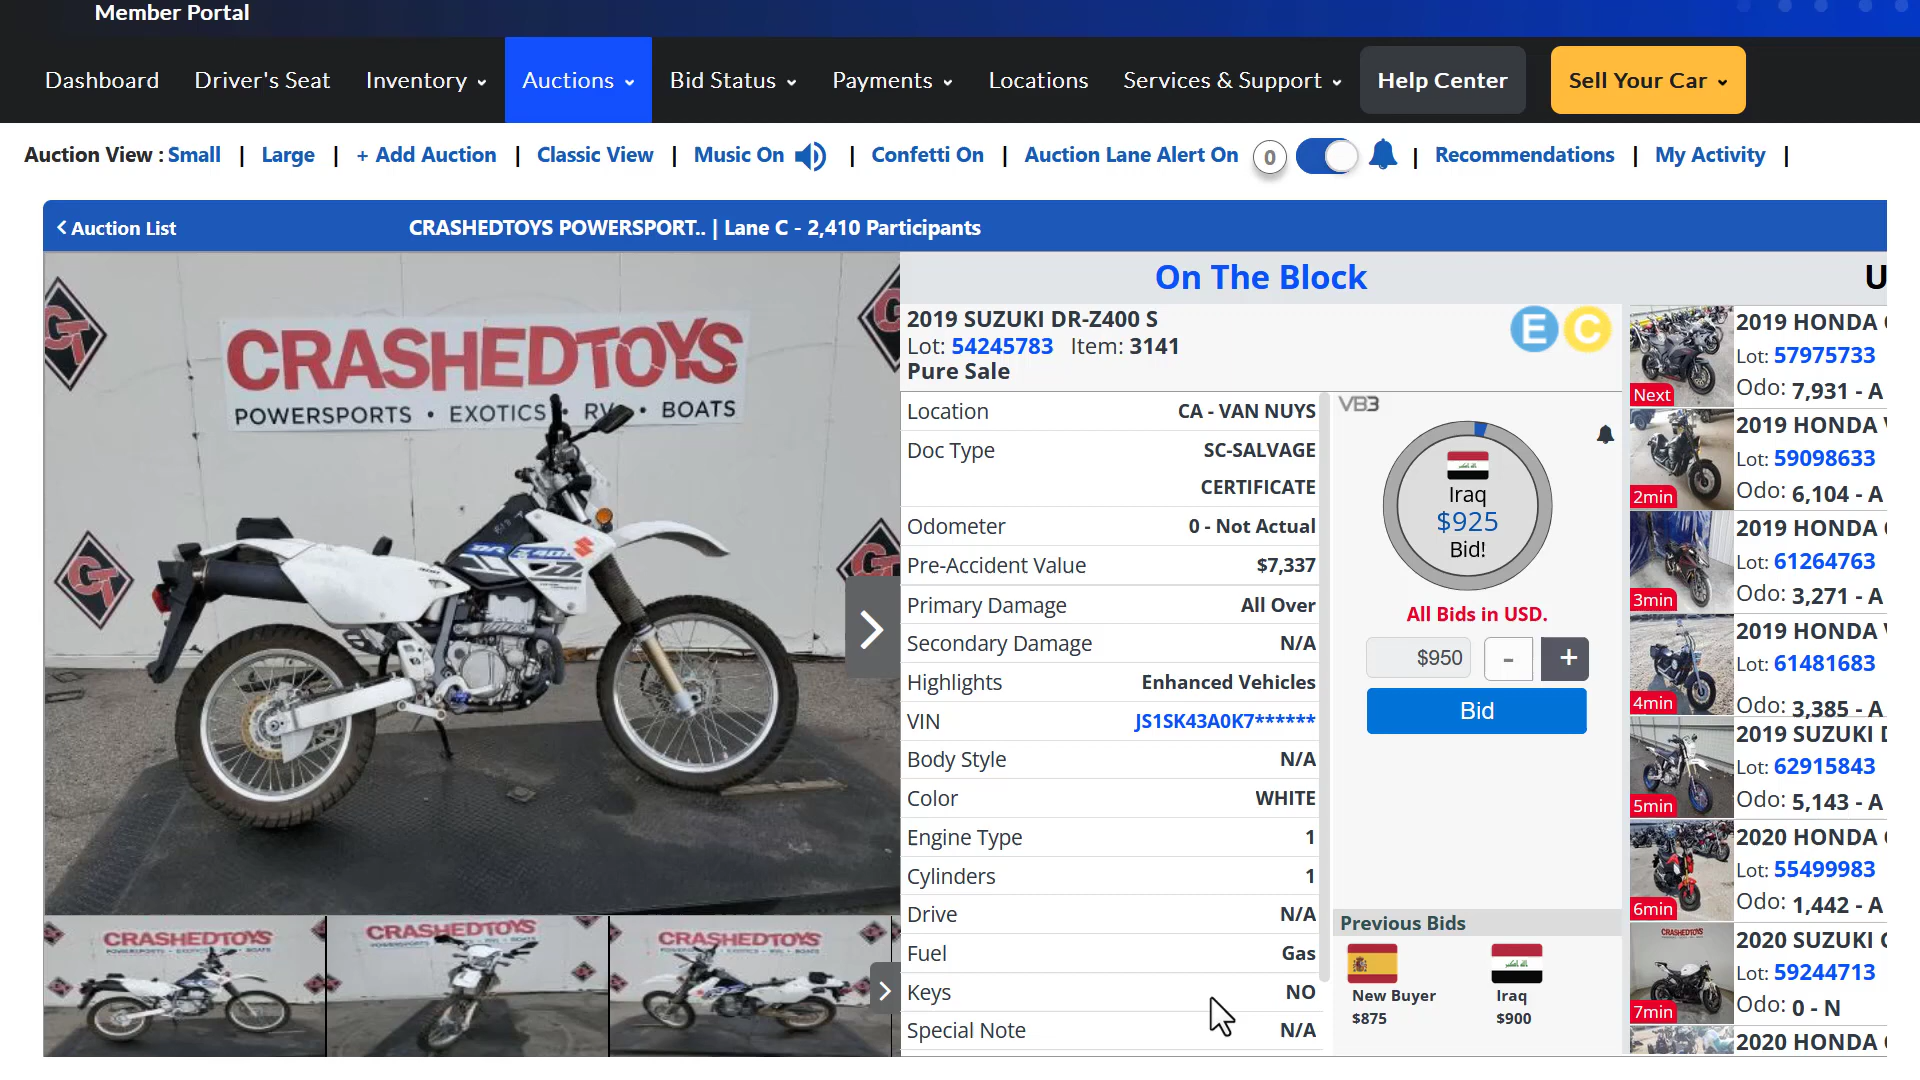 Member Portal
Dashboard
Driver's Seat
Inventory
Auctions
Bid Status
Payments
Locations
Services & Support
Help Center
Sell Your Car
Auction View : Small | Large | + Add Auction | Classic View | Music On | Confetti On | Auction Lane Alert On 0 | Recommendations | My Activity |
Auction List
CRASHEDTOYS POWERSPORT.. | Lane C - 2,410 Participants
CRASHEDTOYS
POWERSPORTS • EXOTICS • RV • BOATS
On The Block
2019 SUZUKI DR-Z400 S
Lot: 54245783 Item: 3141
Pure Sale
E C
Location CA - VAN NUYS
Doc Type SC-SALVAGE
CERTIFICATE
Odometer 0 - Not Actual
Pre-Accident Value $7,337
Primary Damage All Over
Secondary Damage N/A
Highlights Enhanced Vehicles
VIN JS1SK43A0K7******
Body Style N/A
Color WHITE
Engine Type 1
Cylinders 1
Drive N/A
Fuel Gas
Keys NO
Special Note N/A
VB3
Iraq
$925
Bid!
All Bids in USD.
$950 - +
Bid
Previous Bids
New Buyer
$875
Iraq
$900
U
2019 HONDA
Lot: 57975733
Odo: 7,931 - A
Next
2019 HONDA
Lot: 59098633
Odo: 6,104 - A
2min
2019 HONDA
Lot: 61264763
Odo: 3,271 - A
3min
2019 HONDA
Lot: 61481683
Odo: 3,385 - A
4min
2019 SUZUKI
Lot: 62915843
Odo: 5,143 - A
5min
2020 HONDA
Lot: 55499983
Odo: 1,442 - A
6min
2020 SUZUKI
Lot: 59244713
Odo: 0 - N
7min
2020 HONDA
CRASHEDTOYS
CRASHEDTOYS
CRASHEDTOYS